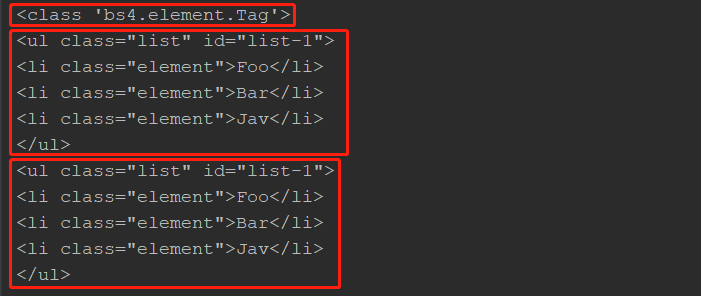 <class 'bs4.element.Tag'>
<ul class="list" id="list-1">
<li class="element">Foo</li>
<li class="element">Bar</li>
<li class="element">Jav</li>
</ul>
<ul class="list" id="list-1">
<li class="element">Foo</li>
<li class="element">Bar</li>
<li class="element">Jav</li>
</ul>